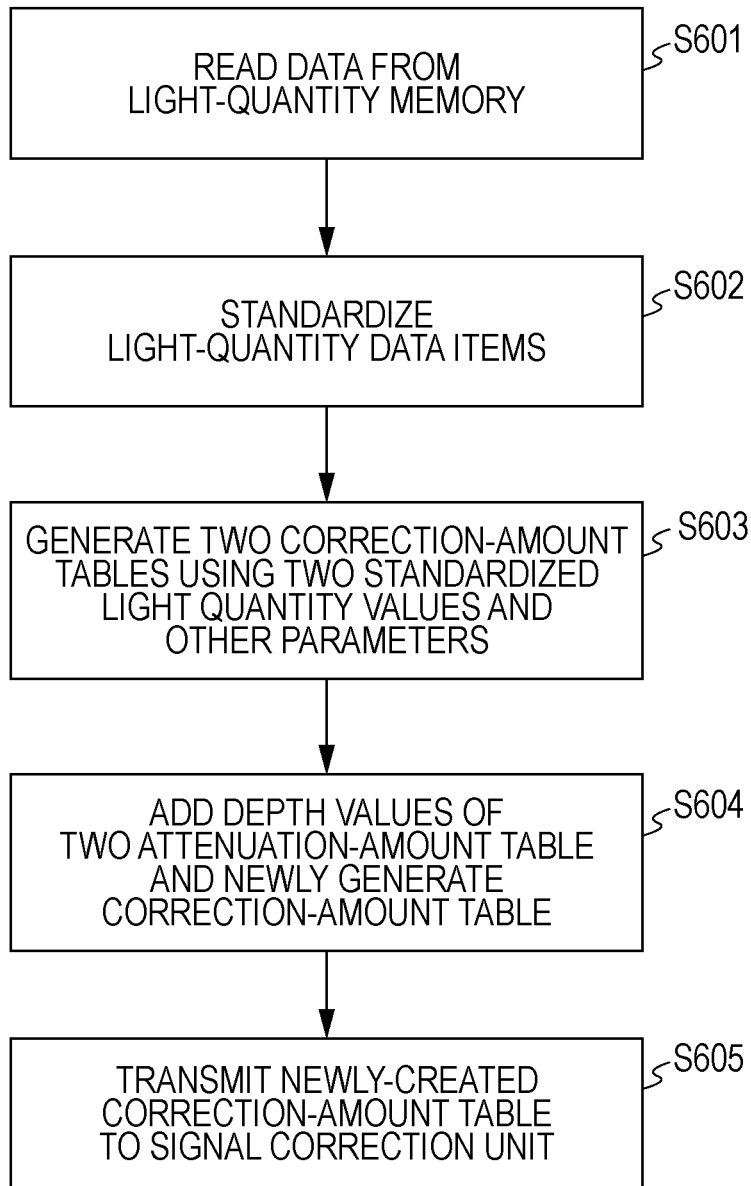 READ DATA FROM
LIGHT-QUANTITY MEMORY
S601
STANDARDIZE
LIGHT-QUANTITY DATA ITEMS
S602
GENERATE TWO CORRECTION-AMOUNT
TABLES USING TWO STANDARDIZED
LIGHT QUANTITY VALUES AND
OTHER PARAMETERS
S603
ADD DEPTH VALUES OF
TWO ATTENUATION-AMOUNT TABLE
AND NEWLY GENERATE
CORRECTION-AMOUNT TABLE
S604
TRANSMIT NEWLY-CREATED
CORRECTION-AMOUNT TABLE
TO SIGNAL CORRECTION UNIT
S605